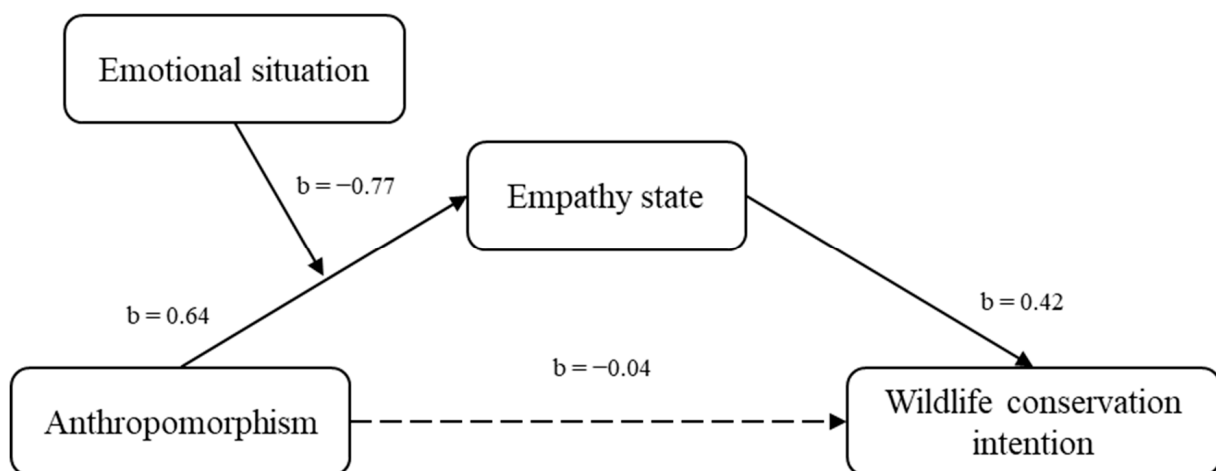 Emotional situation
b = −0.77
Empathy state
b = 0.64
b = 0.42
b = −0.04
Anthropomorphism
Wildlife conservation
intention